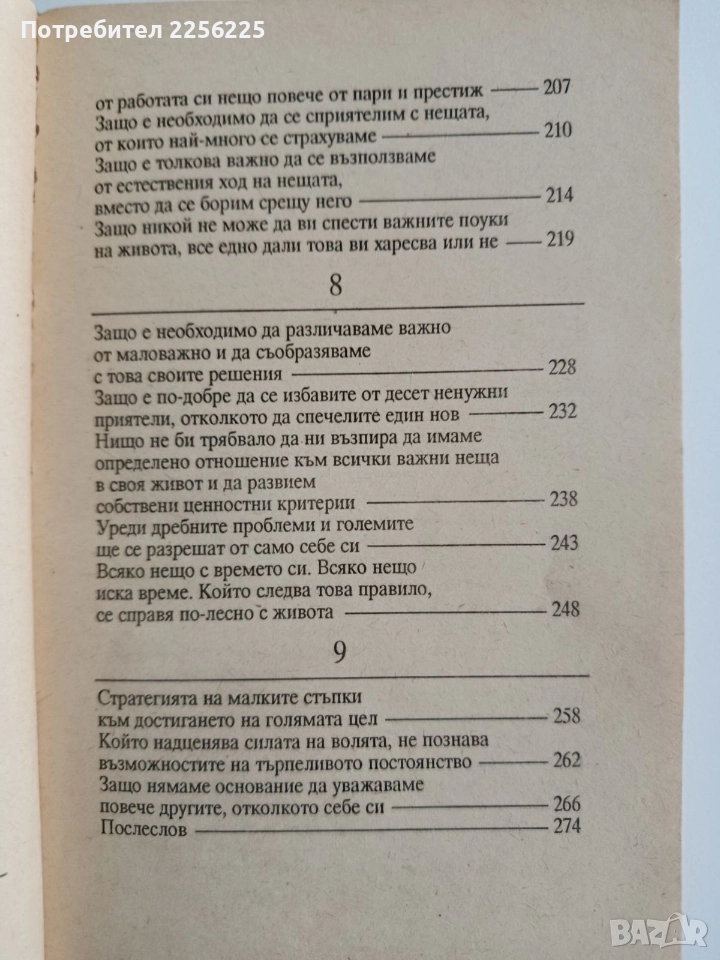 Потребител 2256225
от работата си нещо повече от пари и престиж — 207
Защо е необходимо да се сприятелим с нещата,
от които най-много се страхуваме — 210
Защо е толкова важно да се възползваме
от естествения ход на нещата,
вместо да се борим срещу него — 214
Защо никой не може да ви спести важните поуки
на живота, все едно дали това ви харесва или не — 219
8
Защо е необходимо да различаваме важно
от маловажно и да съобразяваме
с това своите решения — 228
Защо е по-добре да се избавите от десет ненужни
приятели, отколкото да спечелите един нов — 232
Нищо не би трябвало да ни възпира да имаме
определено отношение към всички важни неща
в своя живот и да развием
собствени ценностни критерии — 238
Уреди дребните проблеми и големите
ще се разрешат от само себе си — 243
Всяко нещо с времето си. Всяко нещо
иска време. Който следва това правило,
се справя по-лесно с живота — 248
9
Стратегията на малките стъпки
към достигането на голямата цел — 258
Който надценява силата на волята, не познава
възможностите на търпеливото постоянство — 262
Защо нямаме основание да уважаваме
повече другите, отколкото себе си — 266
Послеслов — 274
BAZAR